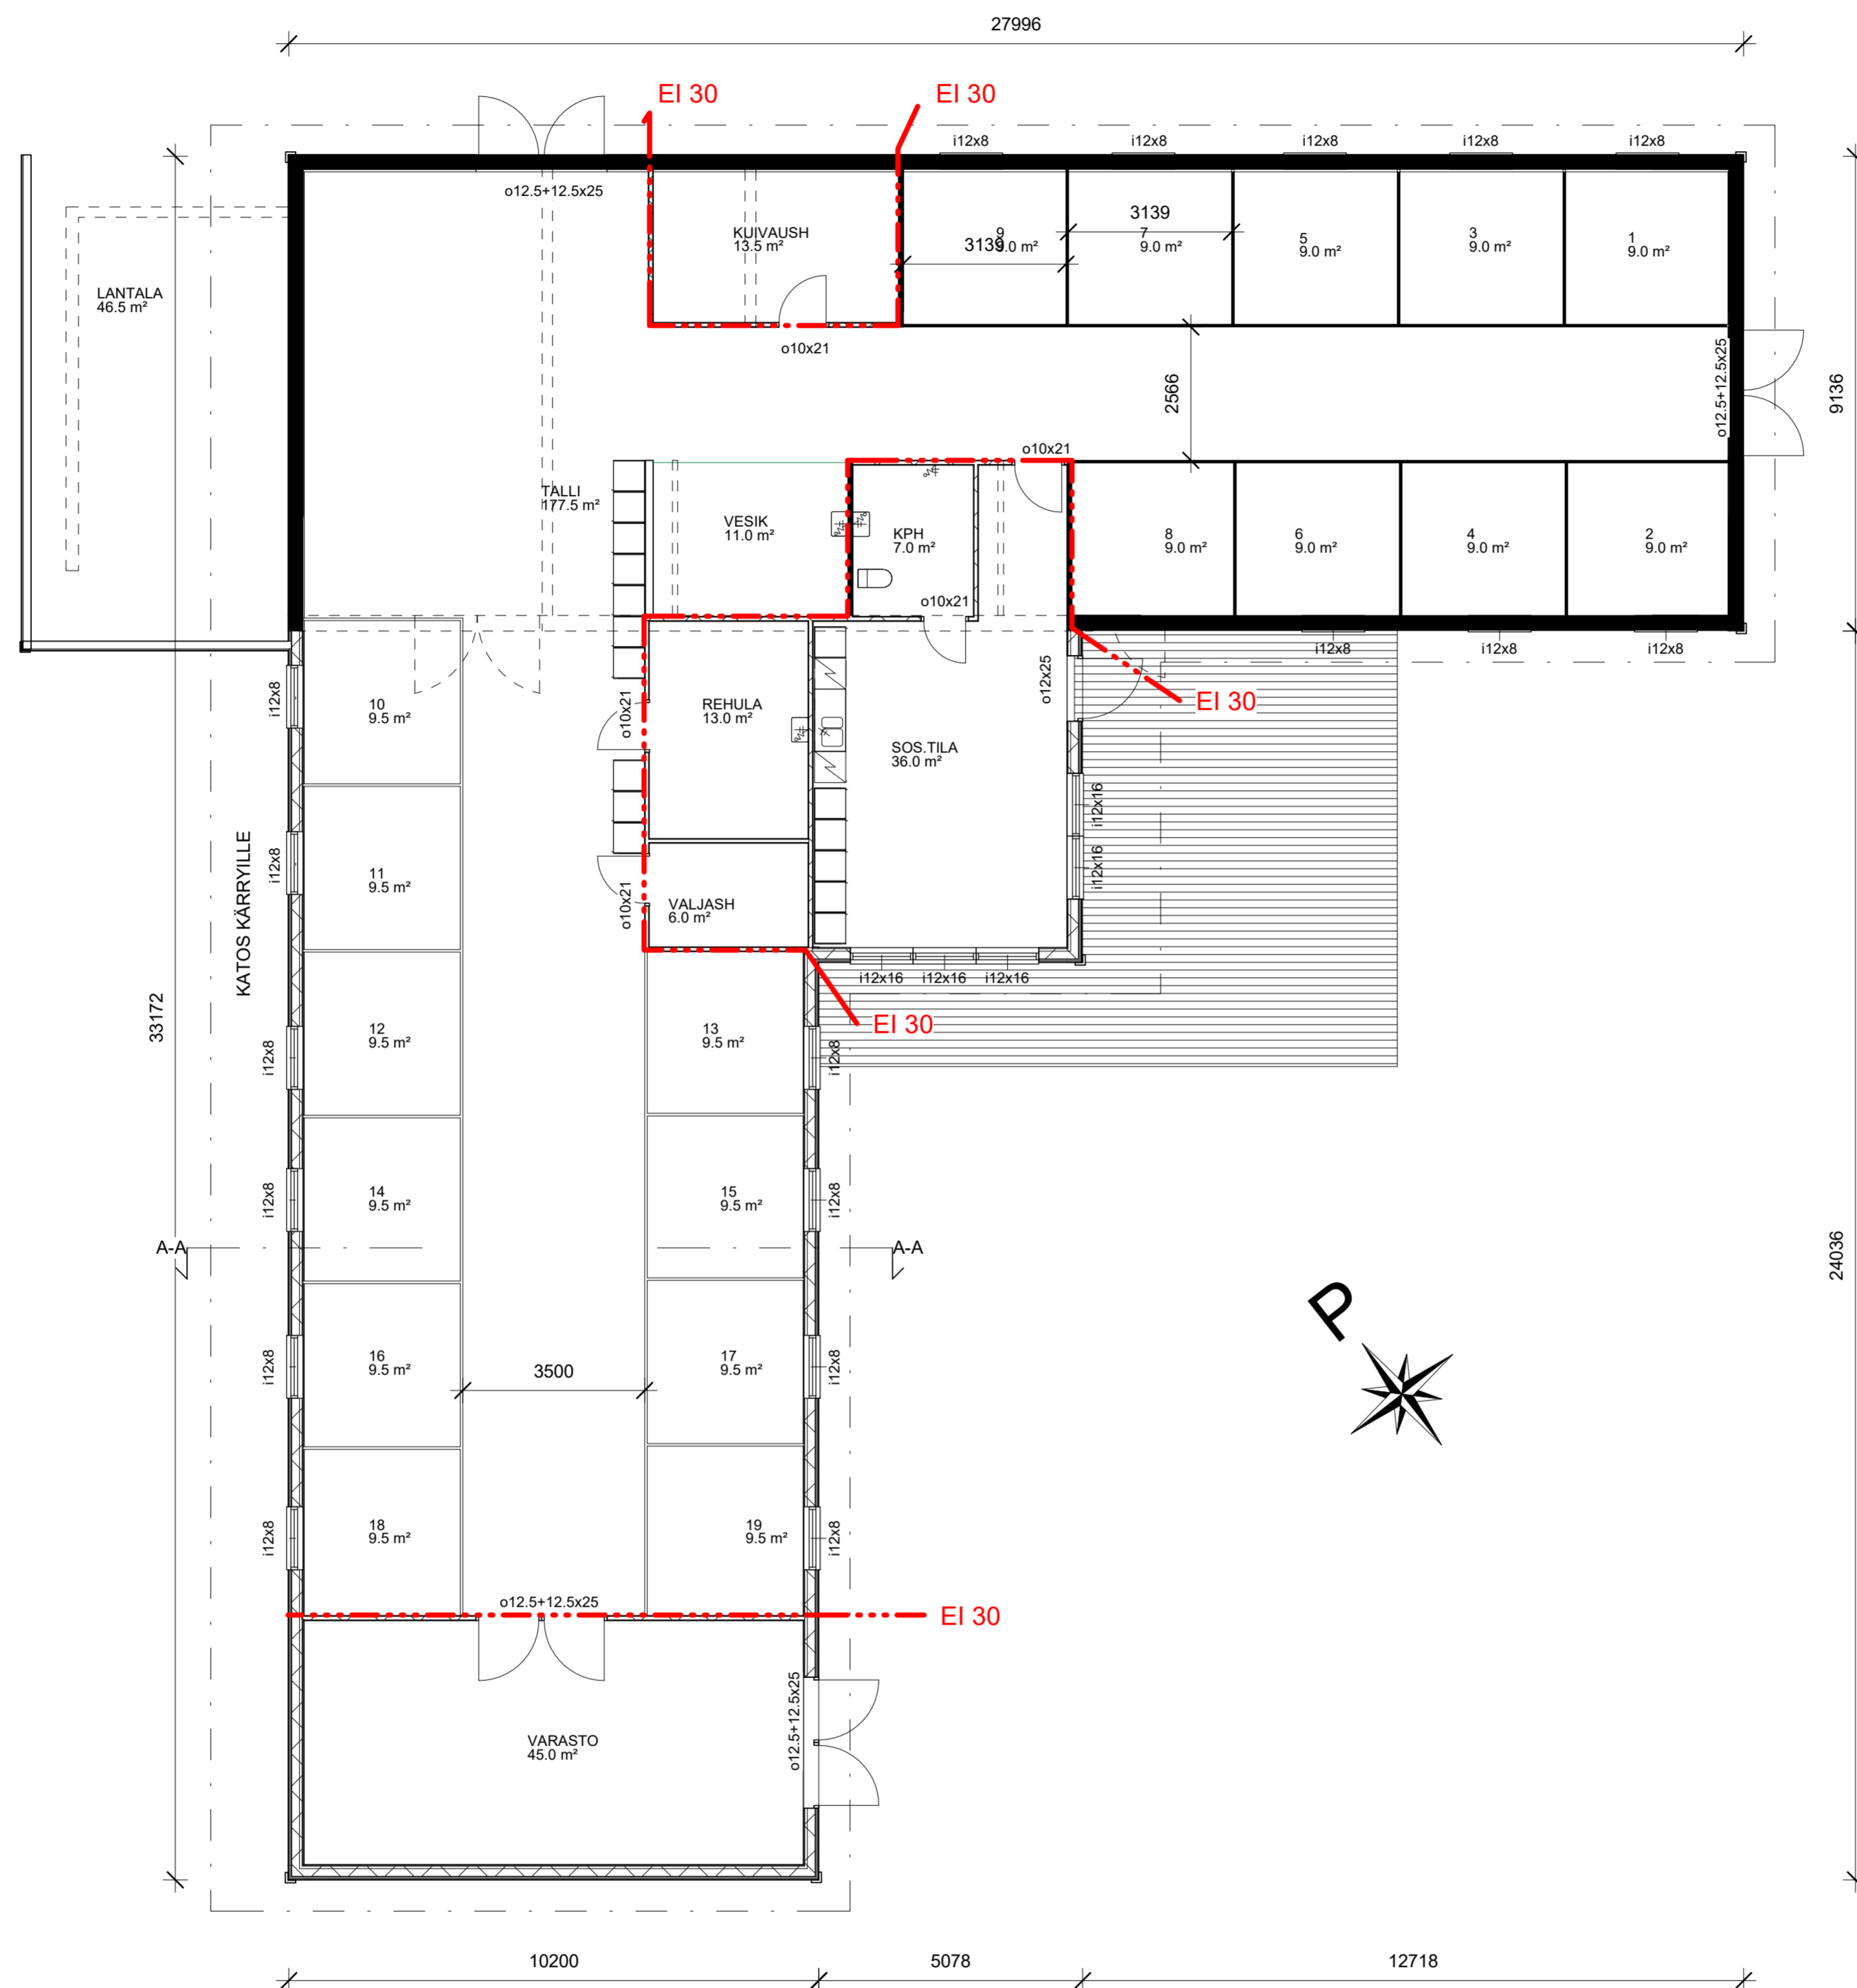 27996
EI 30
EI 30
i12x8
i12x8
i12x8
i12x8
i12x8
o12.5+12.5x25
KUIVAUSH
13.5 m²
3139
3139
9
9.0 m²
7
9.0 m²
5
9.0 m²
3
9.0 m²
1
9.0 m²
LANTALA
46.5 m²
o10x21
2566
o12.5+12.5x25
9136
o10x21
TALLI
177.5 m²
VESIK
11.0 m²
KPH
7.0 m²
8
9.0 m²
6
9.0 m²
4
9.0 m²
2
9.0 m²
o10x21
i12x8
i12x8
i12x8
i12x8
10
9.5 m²
o10x21
REHULA
13.0 m²
o12x25
EI 30
SOS.TILA
36.0 m²
i12x16
i12x16
KATOS KÄRRYILLE
i12x8
11
9.5 m²
o10x21
VALJASH
6.0 m²
i12x16
i12x16
i12x16
33172
EI 30
i12x8
12
9.5 m²
13
9.5 m²
i12x8
i12x8
14
9.5 m²
15
9.5 m²
i12x8
A-A
A-A
24036
P
i12x8
16
9.5 m²
3500
17
9.5 m²
i12x8
i12x8
18
9.5 m²
19
9.5 m²
i12x8
o12.5+12.5x25
EI 30
VARASTO
45.0 m²
o12.5+12.5x25
10200
5078
12718